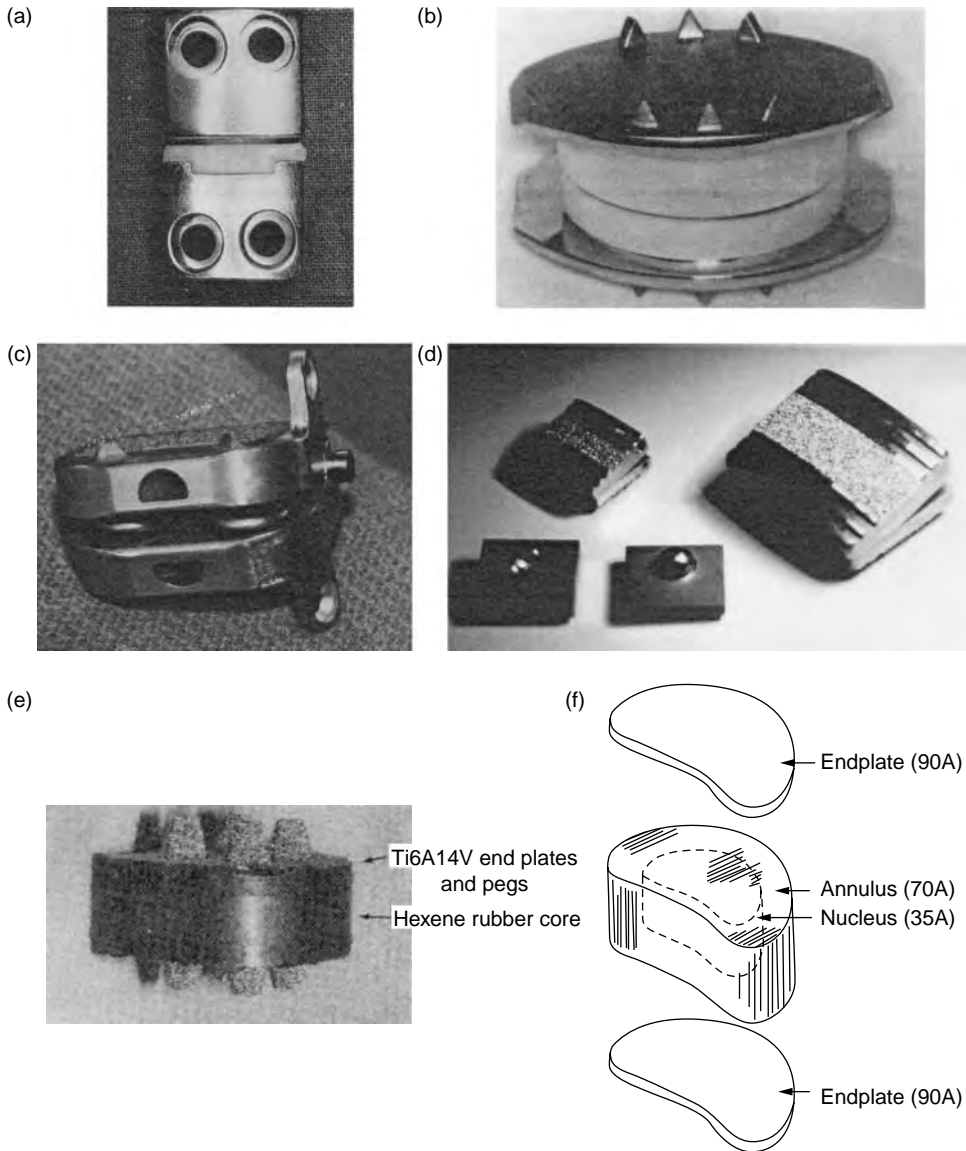 (a)
(b)
(c)
(d)
(e)
Ti6A14V end plates
and pegs
Hexene rubber core
(f)
Endplate (90A)
Annulus (70A)
Nucleus (35A)
Endplate (90A)